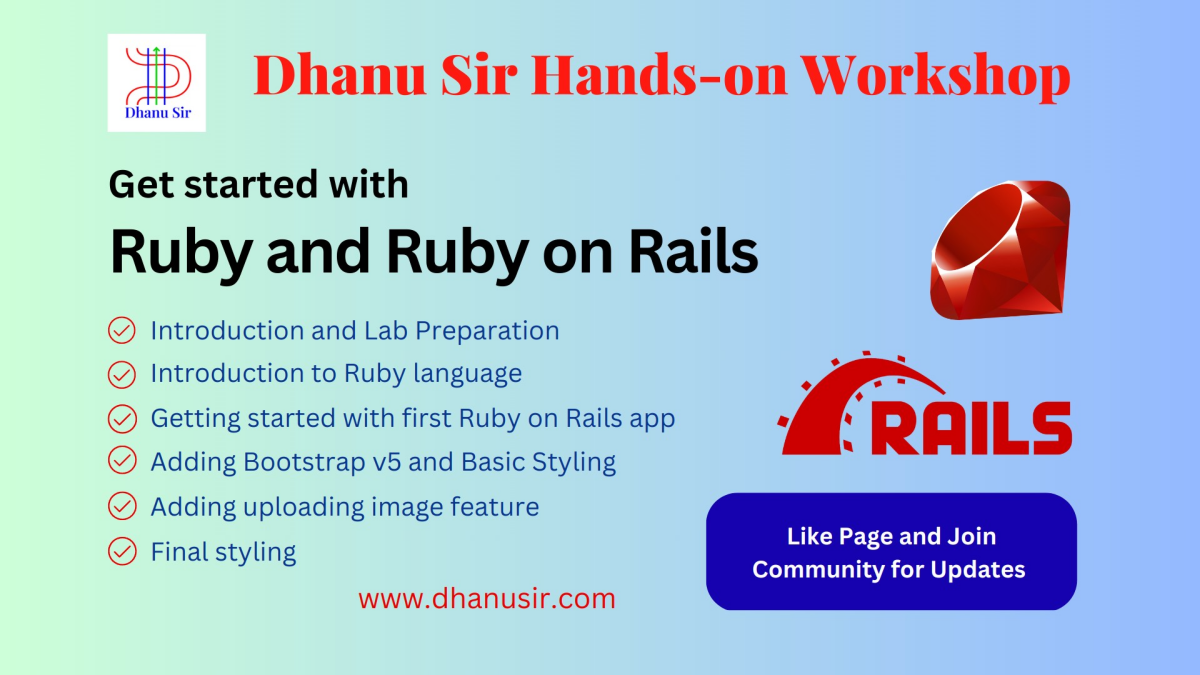 Dhanu Sir
Dhanu Sir Hands-on Workshop
Get started with
Ruby and Ruby on Rails
Introduction and Lab Preparation
Introduction to Ruby language
Getting started with first Ruby on Rails app
Adding Bootstrap v5 and Basic Styling
Adding uploading image feature
Final styling
www.dhanusir.com
RAILS
Like Page and Join
Community for Updates